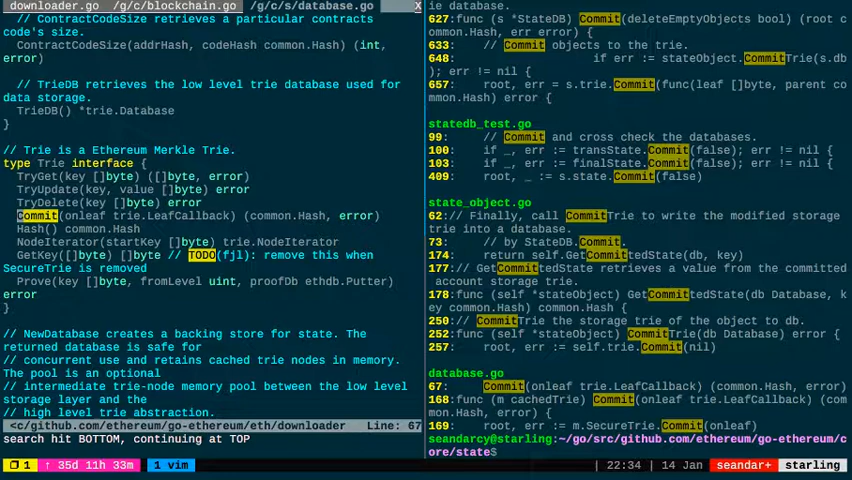 downloader.go  /g/c/blockchain.go  /g/c/s/database.go  X
// ContractCodeSize retrieves a particular contracts
code's size.
ContractCodeSize(addrHash, codeHash common.Hash) (int,
error)
// TrieDB retrieves the low level trie database used for
data storage.
TrieDB() *trie.Database
}
// Trie is a Ethereum Merkle Trie.
type Trie interface {
TryGet(key []byte) ([]byte, error)
TryUpdate(key, value []byte) error
TryDelete(key []byte) error
Commit(onleaf trie.LeafCallback) (common.Hash, error)
Hash() common.Hash
NodeIterator(startKey []byte) trie.NodeIterator
GetKey([]byte) []byte // TODO(fjl): remove this when
SecureTrie is removed
Prove(key []byte, fromLevel uint, proofDb ethdb.Putter)
error
}
// NewDatabase creates a backing store for state. The
returned database is safe for
// concurrent use and retains cached trie nodes in memory.
The pool is an optional
// intermediate trie-node memory pool between the low level
storage layer and the
// high level trie abstraction.
<c/github.com/ethereum/go-ethereum/eth/downloader  Line: 67
search hit BOTTOM, continuing at TOP
ie database.
627:func (s *StateDB) Commit(deleteEmptyObjects bool) (root c
ommon.Hash, err error) {
633:  // Commit objects to the trie.
648:  if err := stateObject.CommitTrie(s.db
); err != nil {
657:  root, err = s.trie.Commit(func(leaf []byte, parent co
mmon.Hash) error {
statedb_test.go
99:  // Commit and cross check the databases.
100:  if _, err := transState.Commit(false); err != nil {
103:  if _, err := finalState.Commit(false); err != nil {
409:  root, _ := s.state.Commit(false)
state_object.go
62:// Finally, call CommitTrie to write the modified storage
trie into a database.
73:  // by StateDB.Commit.
174:  return self.GetCommittedState(db, key)
177:// GetCommittedState retrieves a value from the committed
account storage trie.
178:func (self *stateObject) GetCommittedState(db Database, k
ey common.Hash) common.Hash {
250:// CommitTrie the storage trie of the object to db.
252:func (self *stateObject) CommitTrie(db Database) error {
257:  root, err := self.trie.Commit(nil)
database.go
67:  Commit(onleaf trie.LeafCallback) (common.Hash, error)
168:func (m cachedTrie) Commit(onleaf trie.LeafCallback) (com
mon.Hash, error) {
169:  root, err := m.SecureTrie.Commit(onleaf)
seandarcy@starling:~/go/src/github.com/ethereum/go-ethereum/c
ore/state$
1  ↑ 35d 11h 33m  1 vim  | 22:34 | 14 Jan  seandar+  starling